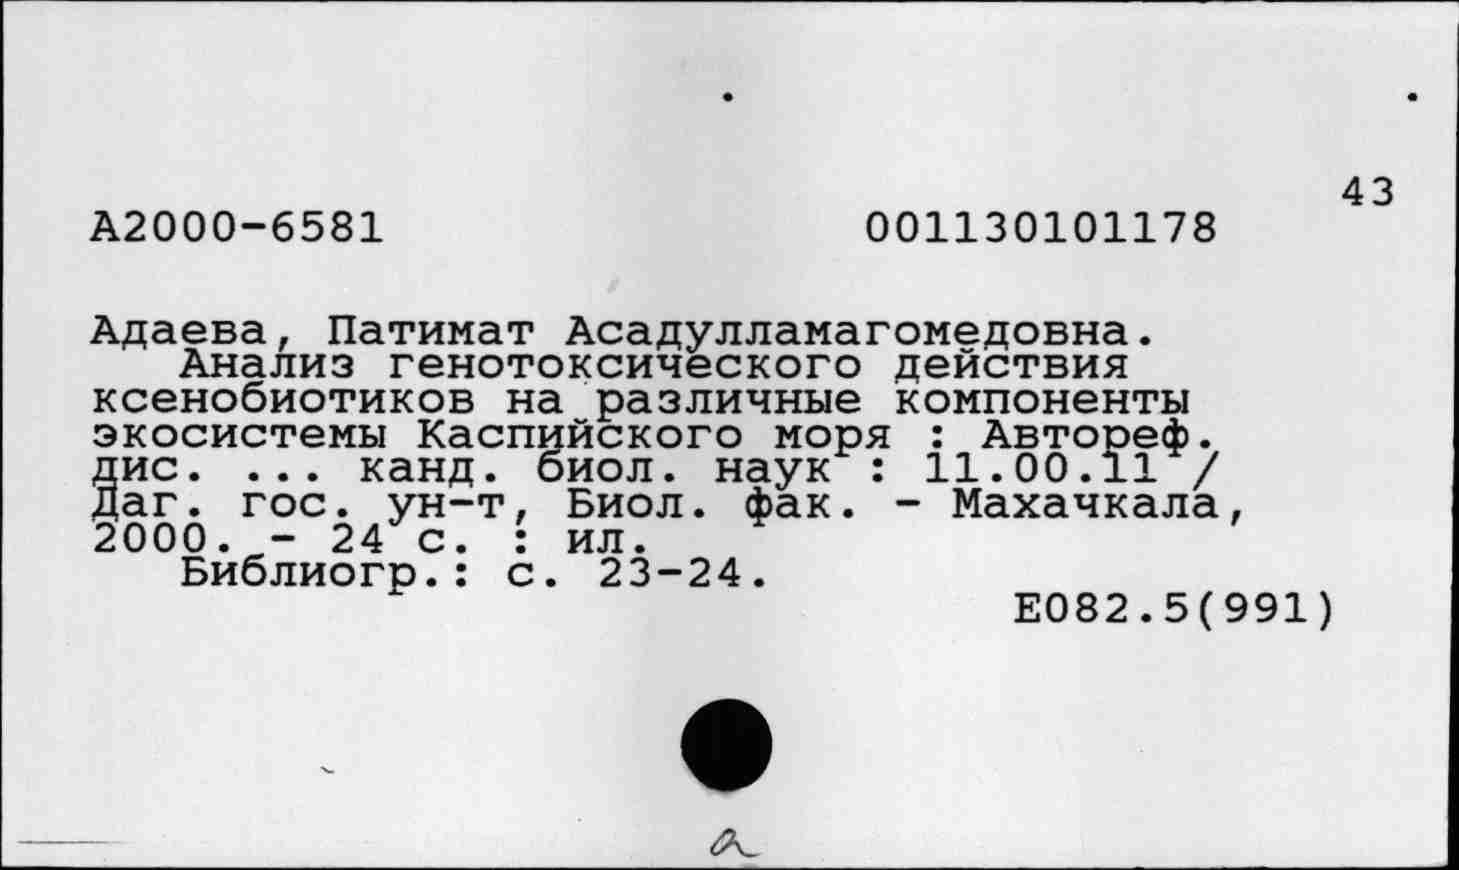 43
А2000-6581 001130101178
Адаева, Патимат Асадулламагомедовна.
Анализ генотоксического действия
ксенобиотиков на различные компоненты
экосистемы Каспийского моря : Автореф.
дис. ... канд. биол. наук : 11.00.11 /
Даг. гос. ун-т, Биол. фак. - Махачкала,
2000. - 24 с. : ил.
Библиогр.: с. 23-24.
Е082.5(991)